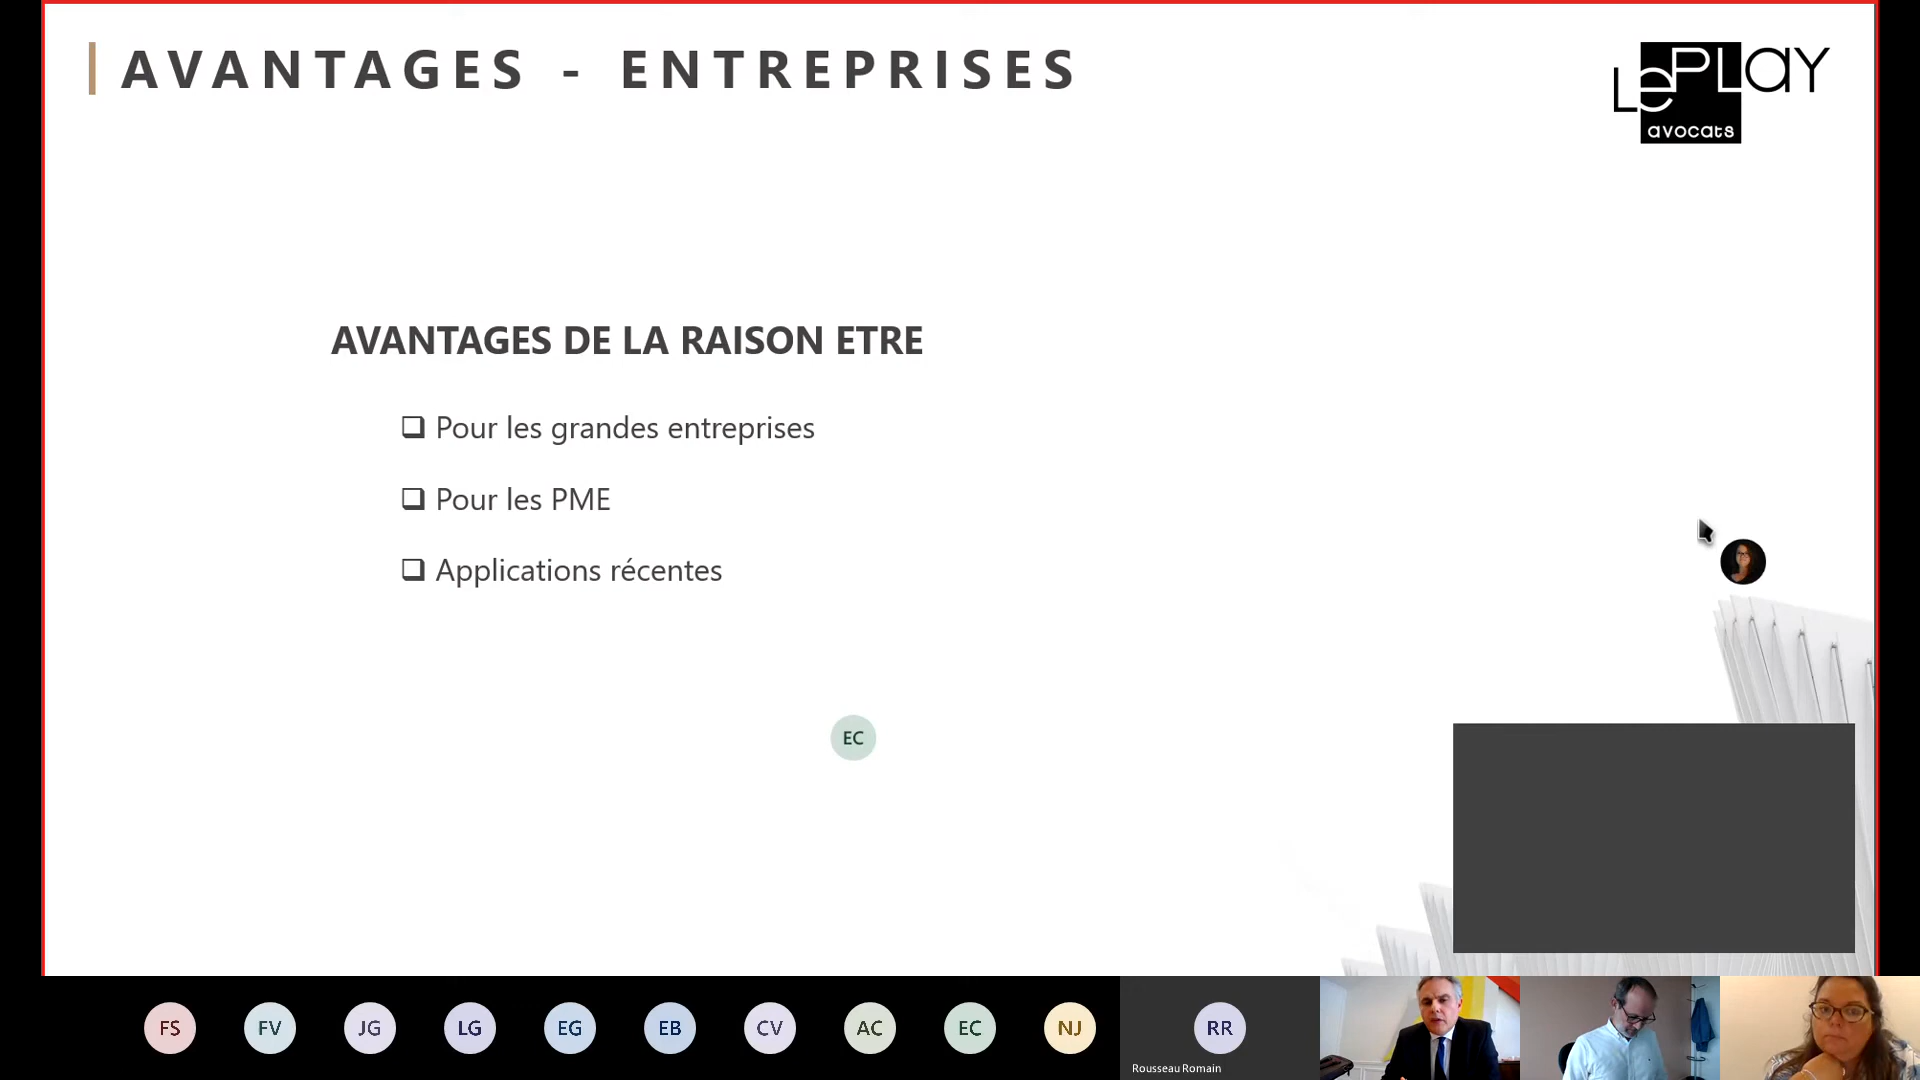 AVANTAGES - ENTREPRISES
LePLAY
avocats
AVANTAGES DE LA RAISON ETRE
Pour les grandes entreprises
Pour les PME
Applications récentes
EC
FS
FV
JG
LG
EG
EB
CV
AC
EC
NJ
RR
Rousseau Romain